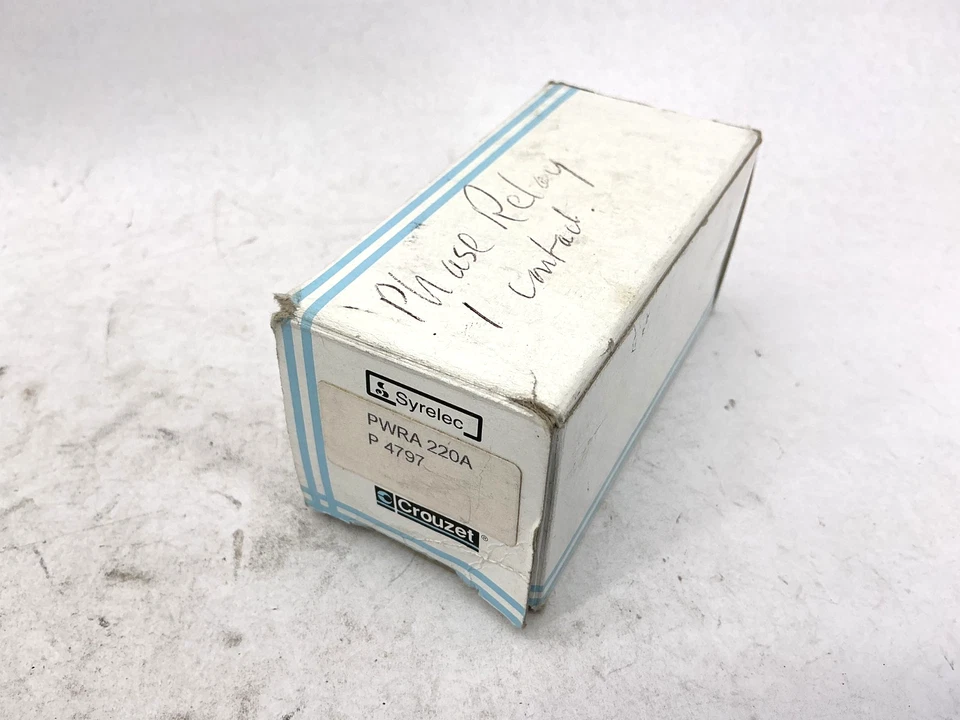 Phase Relay
1 contact.
Syrelec
PWRA 220A
P 4797
Crouzet®